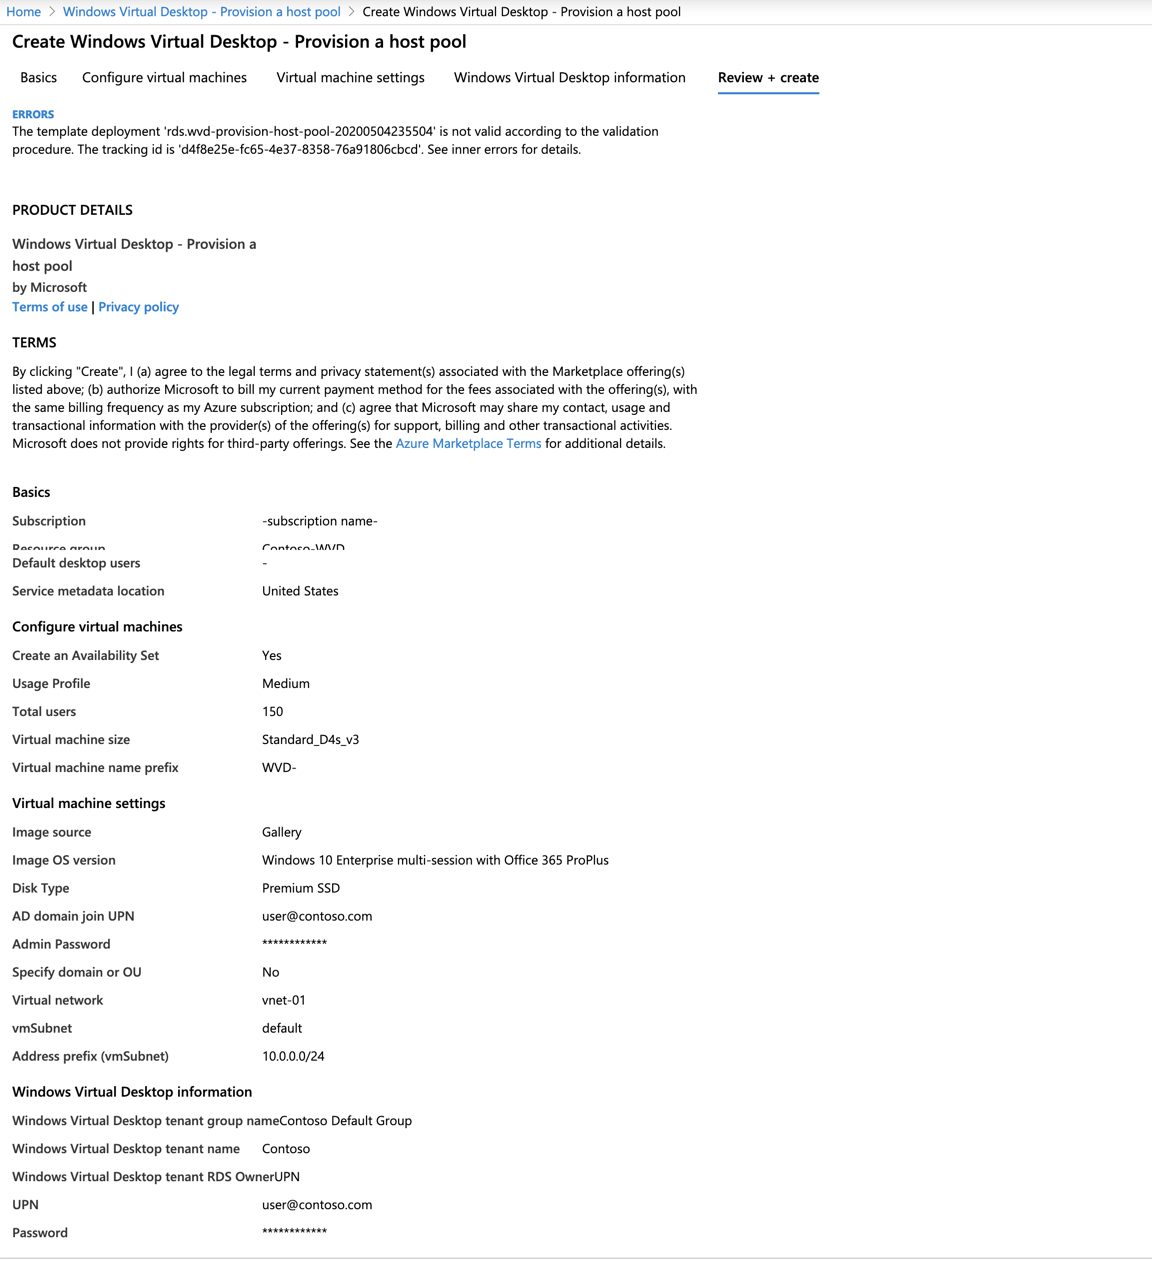 Home > Windows Virtual Desktop - Provision a host pool > Create Windows Virtual Desktop - Provision a host pool
Create Windows Virtual Desktop - Provision a host pool
Basics Configure virtual machines Virtual machine settings Windows Virtual Desktop information Review + create
ERRORS
The template deployment 'rds.wvd-provision-host-pool-20200504235504' is not valid according to the validation
procedure. The tracking id is 'd4f8e25e-fc65-4e37-8358-76a91806cbcd'. See inner errors for details.
PRODUCT DETAILS
Windows Virtual Desktop - Provision a
host pool
by Microsoft
Terms of use | Privacy policy
TERMS
By clicking "Create", I (a) agree to the legal terms and privacy statement(s) associated with the Marketplace offering(s)
listed above; (b) authorize Microsoft to bill my current payment method for the fees associated with the offering(s), with
the same billing frequency as my Azure subscription; and (c) agree that Microsoft may share my contact, usage and
transactional information with the provider(s) of the offering(s) for support, billing and other transactional activities.
Microsoft does not provide rights for third-party offerings. See the Azure Marketplace Terms for additional details.
Basics
Subscription -subscription name-
Resource group Contoso-WVD
Default desktop users -
Service metadata location United States
Configure virtual machines
Create an Availability Set Yes
Usage Profile Medium
Total users 150
Virtual machine size Standard_D4s_v3
Virtual machine name prefix WVD-
Virtual machine settings
Image source Gallery
Image OS version Windows 10 Enterprise multi-session with Office 365 ProPlus
Disk Type Premium SSD
AD domain join UPN user@contoso.com
Admin Password ************
Specify domain or OU No
Virtual network vnet-01
vmSubnet default
Address prefix (vmSubnet) 10.0.0.0/24
Windows Virtual Desktop information
Windows Virtual Desktop tenant group nameContoso Default Group
Windows Virtual Desktop tenant name Contoso
Windows Virtual Desktop tenant RDS OwnerUPN
UPN user@contoso.com
Password ************